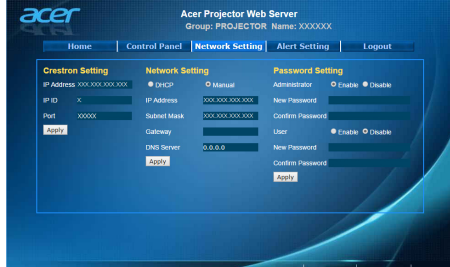 acer
Acer Projector Web Server
Group: PROJECTOR Name: XXXXXX
Home Control Panel Network Setting Alert Setting Logout
Crestron Setting
IP Address XXX.XXX.XXX.XXX
IP ID X
Port XXXXX
Apply
Network Setting
DHCP Manual
IP Address XXX.XXX.XXX.XXX
Subnet Mask XXX.XXX.XXX.XXX
Gateway
DNS Server 0.0.0.0
Apply
Password Setting
Administrator Enable Disable
New Password
Confirm Password
User Enable Disable
New Password
Confirm Password
Apply